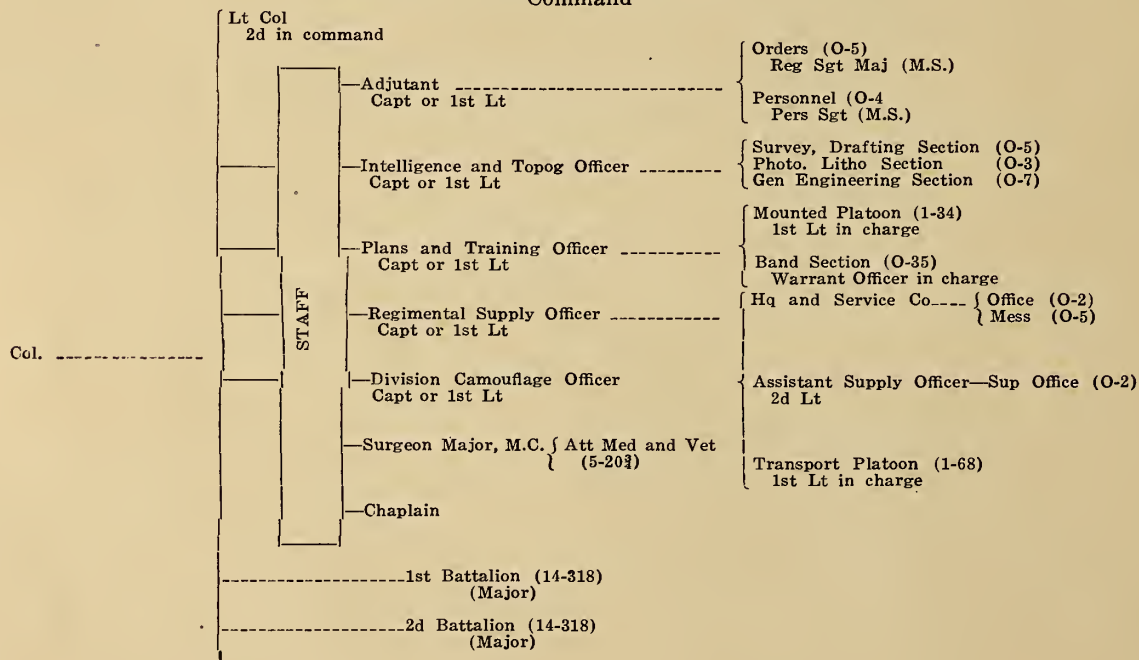 Command
Col.
Lt Col
2d in command
STAFF
Adjutant
Capt or 1st Lt
Orders (O-5)
Reg Sgt Maj (M.S.)
Personnel (O-4
Pers Sgt (M.S.)
Intelligence and Topog Officer
Capt or 1st Lt
Survey, Drafting Section (O-5)
Photo. Litho Section (O-3)
Gen Engineering Section (O-7)
Plans and Training Officer
Capt or 1st Lt
Mounted Platoon (1-34)
1st Lt in charge
Band Section (O-35)
Warrant Officer in charge
Regimental Supply Officer
Capt or 1st Lt
Hq and Service Co
Office (O-2)
Mess (O-5)
Assistant Supply Officer—Sup Office (O-2)
2d Lt
Transport Platoon (1-68)
1st Lt in charge
Division Camouflage Officer
Capt or 1st Lt
Surgeon Major, M.C.
Att Med and Vet
Chaplain
1st Battalion (14-318)
(Major)
2d Battalion (14-318)
(Major)